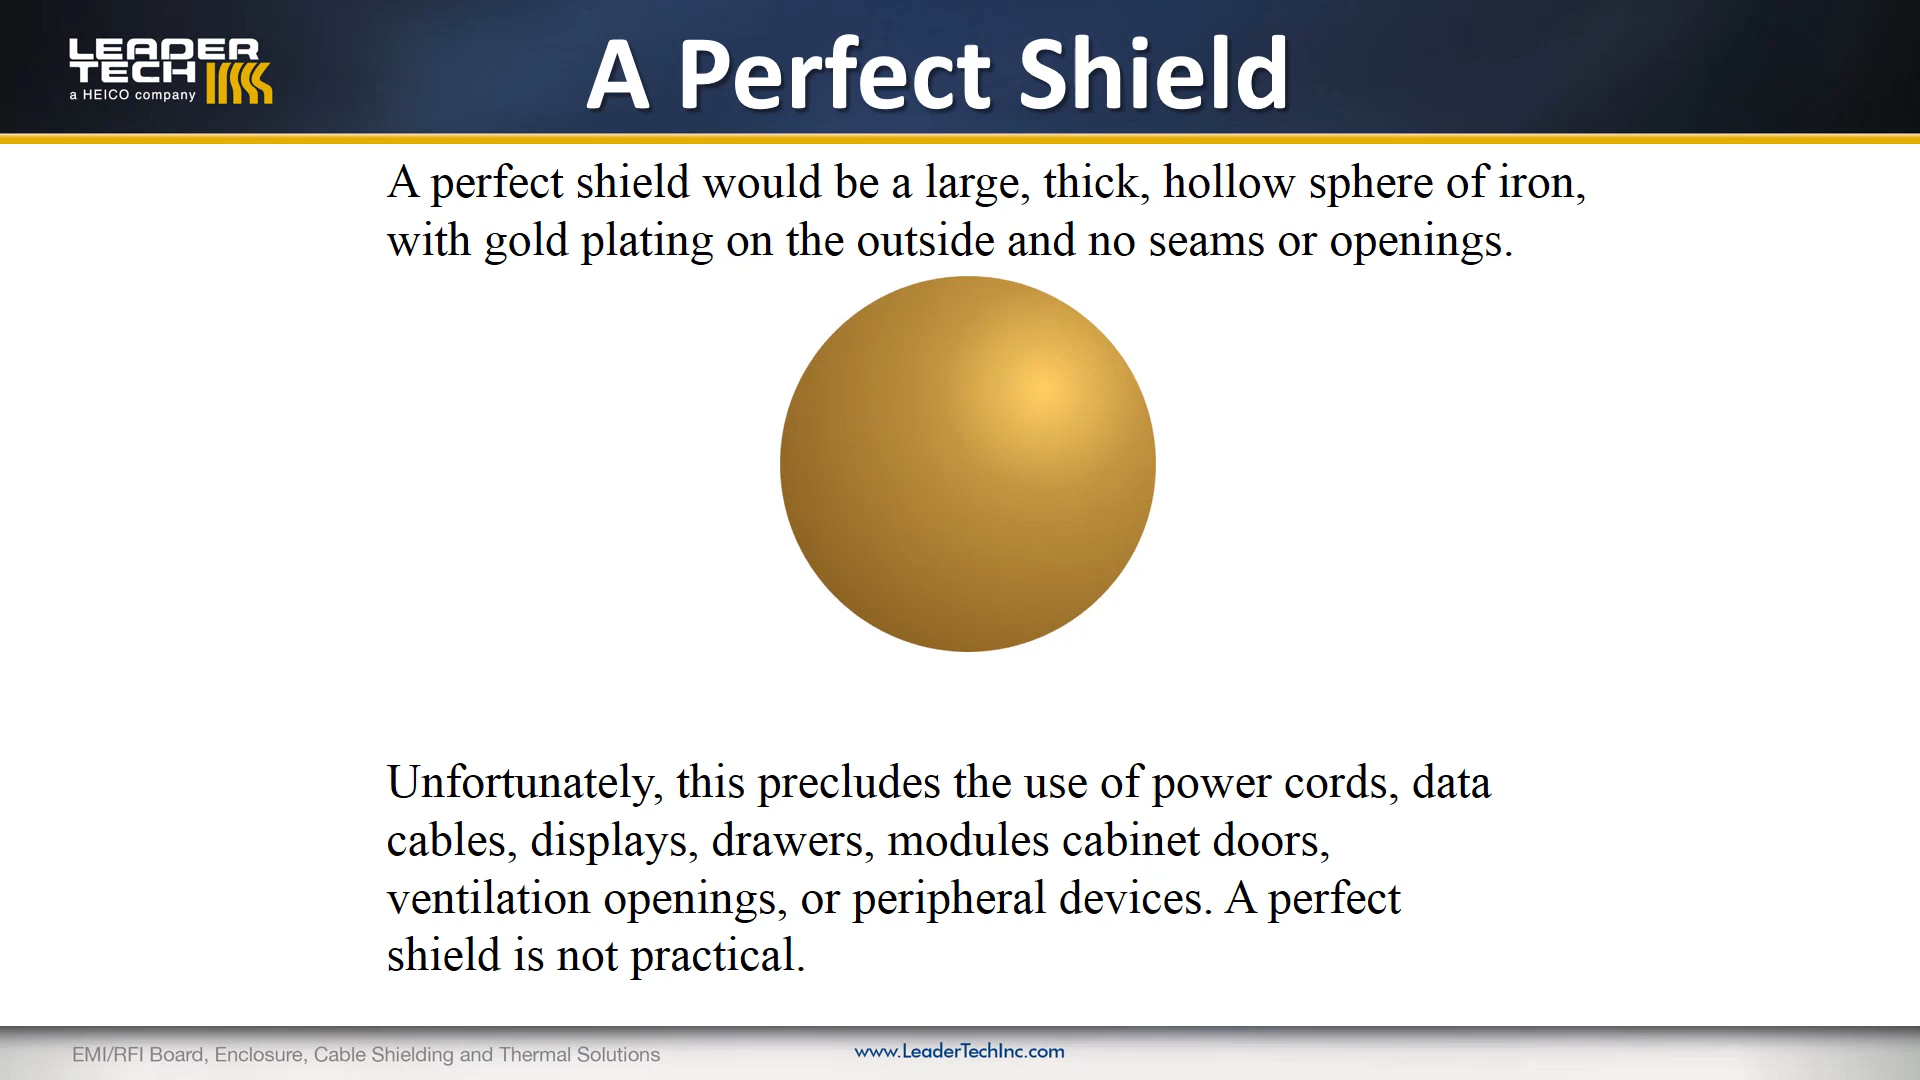 LEADER
TECH
a HEICO company
A Perfect Shield
A perfect shield would be a large, thick, hollow sphere of iron,
with gold plating on the outside and no seams or openings.
Unfortunately, this precludes the use of power cords, data
cables, displays, drawers, modules cabinet doors,
ventilation openings, or peripheral devices. A perfect
shield is not practical.
EMI/RFI Board, Enclosure, Cable Shielding and Thermal Solutions
www.LeaderTechInc.com